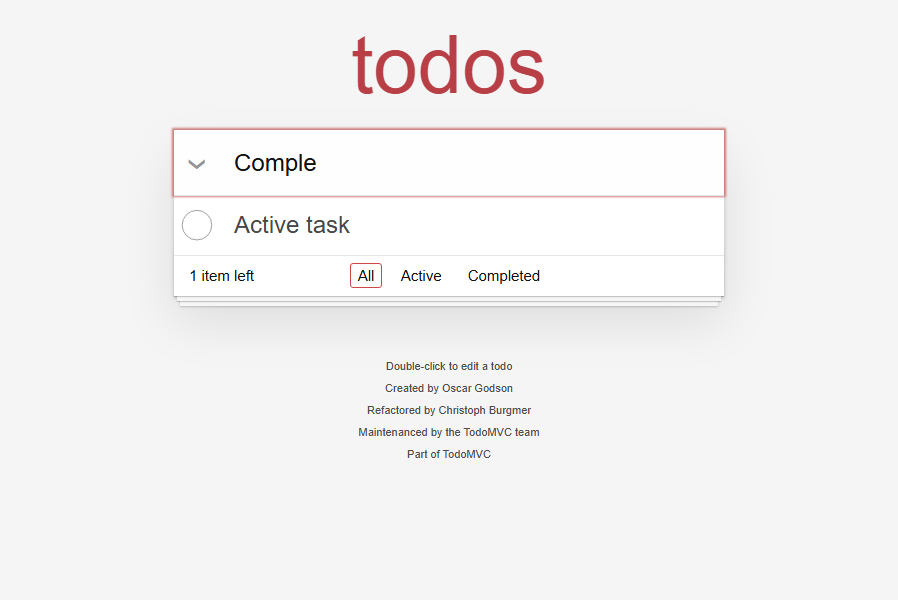 todos
Comple
Active task
1 item left All Active Completed
Double-click to edit a todo
Created by Oscar Godson
Refactored by Christoph Burgmer
Maintenanced by the TodoMVC team
Part of TodoMVC